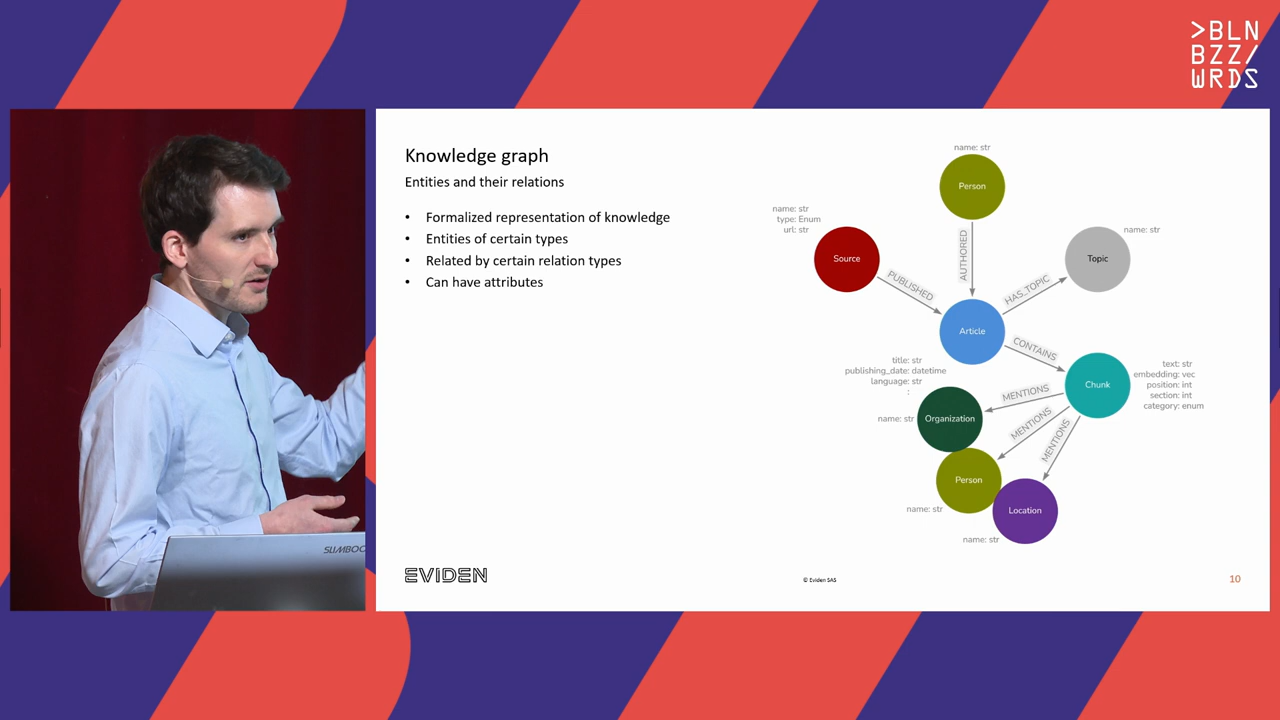 >BLN
BZZ/
WRDS
Knowledge graph
Entities and their relations
• Formalized representation of knowledge
• Entities of certain types
• Related by certain relation types
• Can have attributes
name: str
Person
name: str
type: Enum
url: str
Source
AUTHORED
name: str
Topic
PUBLISHED
HAS_TOPIC
Article
CONTAINS
title: str
publishing_date: datetime
language: str
:
Chunk
text: str
embedding: vec
position: int
section: int
category: enum
MENTIONS
MENTIONS
MENTIONS
name: str
Organization
Person
name: str
Location
name: str
SLIMBOO
EVIDEN
© Eviden SAS
10